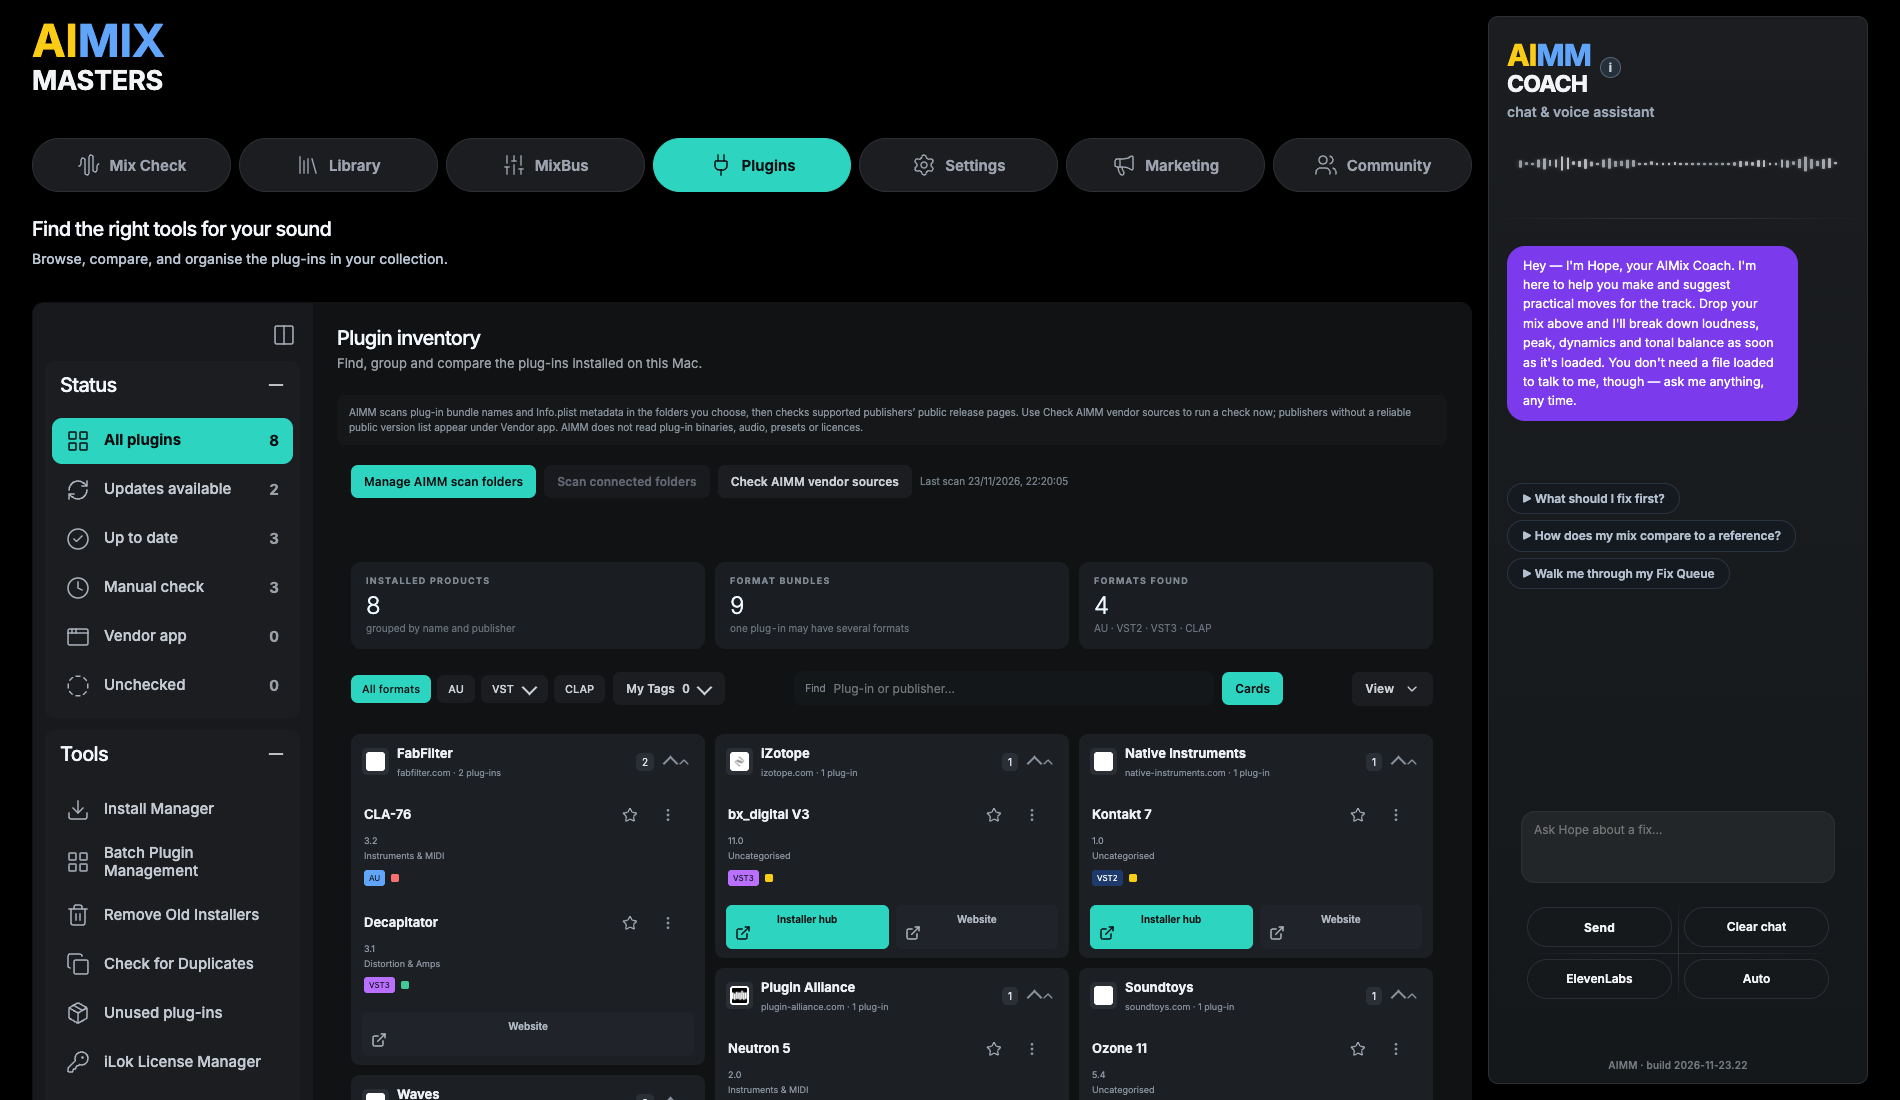 AIMIX
MASTERS
Mix Check
Library
MixBus
Plugins
Settings
Marketing
Community
Find the right tools for your sound
Browse, compare, and organise the plug-ins in your collection.
Status
All plugins 8
Updates available 2
Up to date 3
Manual check 3
Vendor app 0
Unchecked 0
Tools
Install Manager
Batch Plugin
Management
Remove Old Installers
Check for Duplicates
Unused plug-ins
iLok License Manager
Plugin inventory
Find, group and compare the plug-ins installed on this Mac.
AIMM scans plug-in bundle names and Info.plist metadata in the folders you choose, then checks supported publishers’ public release pages. Use Check AIMM vendor sources to run a check now; publishers without a reliable
public version list appear under Vendor app. AIMM does not read plug-in binaries, audio, presets or licences.
Manage AIMM scan folders
Scan connected folders
Check AIMM vendor sources
Last scan 23/11/2026, 22:20:05
INSTALLED PRODUCTS
8
grouped by name and publisher
FORMAT BUNDLES
9
one plug-in may have several formats
FORMATS FOUND
4
AU · VST2 · VST3 · CLAP
All formats
AU
VST
CLAP
My Tags 0
Find Plug-in or publisher...
Cards
View
FabFilter
fabfilter.com · 2 plug-ins
2
CLA-76
3.2
Instruments & MIDI
AU
Decapitator
3.1
Distortion & Amps
VST3
Website
Waves
iZotope
izotope.com · 1 plug-in
1
bx_digital V3
11.0
Uncategorised
VST3
Installer hub
Website
Plugin Alliance
plugin-alliance.com · 1 plug-in
1
Neutron 5
2.0
Instruments & MIDI
Native Instruments
native-instruments.com · 1 plug-in
1
Kontakt 7
1.0
Uncategorised
VST2
Installer hub
Website
Soundtoys
soundtoys.com · 1 plug-in
1
Ozone 11
5.4
Uncategorised
AIMM
COACH
i
chat & voice assistant
Hey — I'm Hope, your AIMix Coach. I'm
here to help you make and suggest
practical moves for the track. Drop your
mix above and I'll break down loudness,
peak, dynamics and tonal balance as soon
as it's loaded. You don't need a file loaded
to talk to me, though — ask me anything,
any time.
What should I fix first?
How does my mix compare to a reference?
Walk me through my Fix Queue
Ask Hope about a fix...
Send
Clear chat
ElevenLabs
Auto
AIMM · build 2026-11-23.22